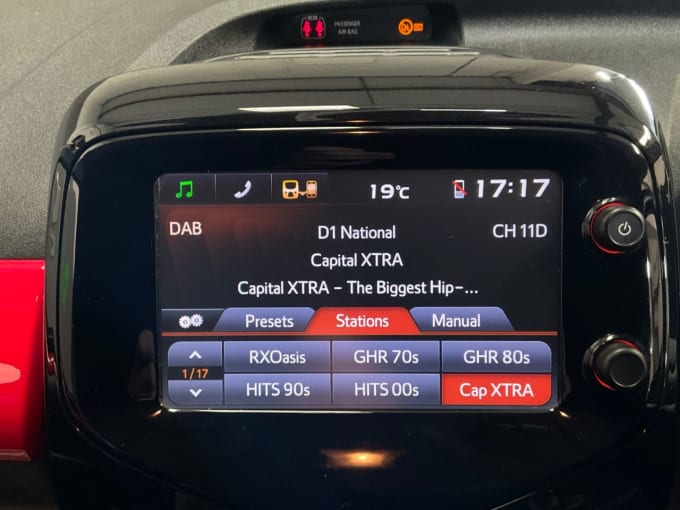 REAR
PASSENGER
AIR BAG
19°C
17:17
DAB
D1 National
CH 11D
Capital XTRA
Capital XTRA - The Biggest Hip-...
Presets
Stations
Manual
1/17
RXOasis
GHR 70s
GHR 80s
HITS 90s
HITS 00s
Cap XTRA